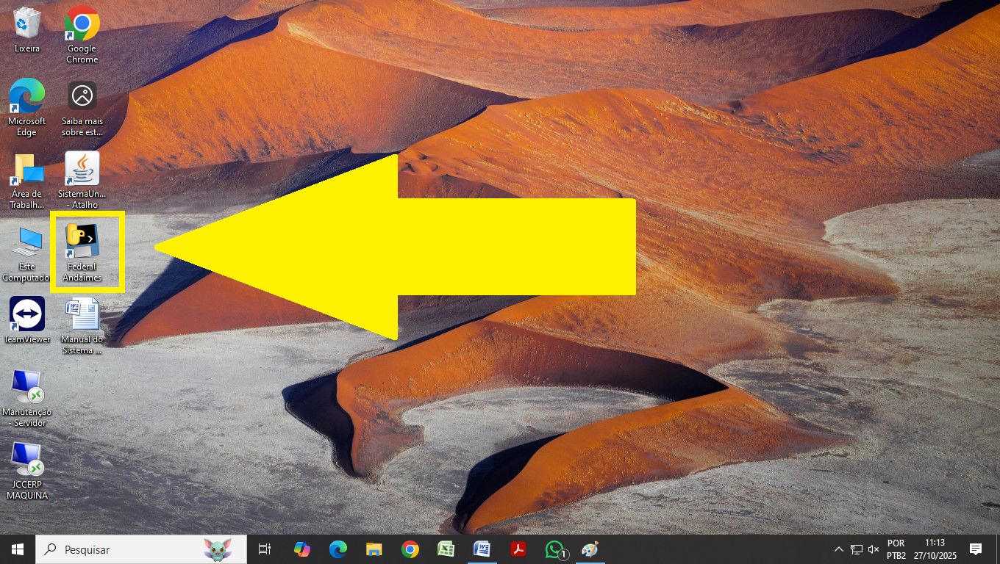 Lixeira
Google
Chrome
Microsoft
Edge
Saiba mais
sobre est...
Área de
Trabalh...
SistemaUn...
- Atalho
Este
Computado
Federal
Andaimes
TeamViewer
Manual do
Sistema ...
Manutenção
- Servidor
JCCERP
MAQUINA
Pesquisar
1
POR
PTB2
11:13
27/10/2025